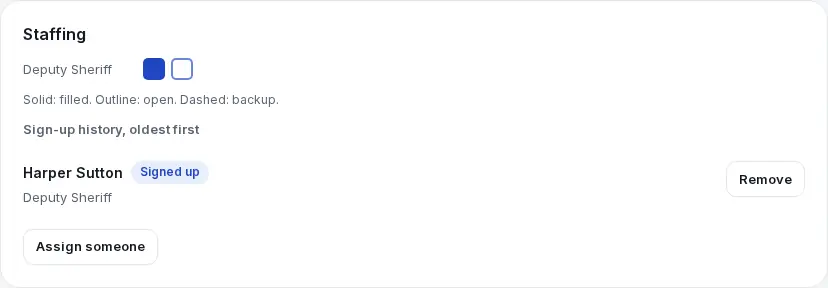 Staffing
Deputy Sheriff
Solid: filled. Outline: open. Dashed: backup.
Sign-up history, oldest first
Harper Sutton Signed up
Remove
Deputy Sheriff
Assign someone